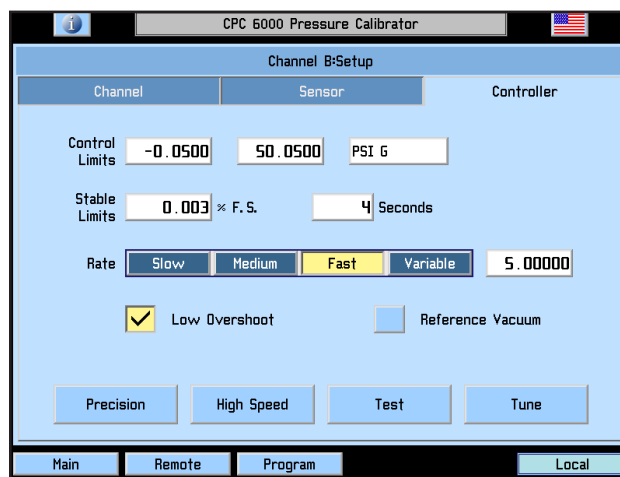 i
CPC 6000 Pressure Calibrator
Channel B:Setup
Channel Sensor Controller
Control Limits -0.0500 50.0500 PSI G
Stable Limits 0.003 % F.S. 4 Seconds
Rate Slow Medium Fast Variable 5.00000
Low Overshoot Reference Vacuum
Precision High Speed Test Tune
Main Remote Program Local